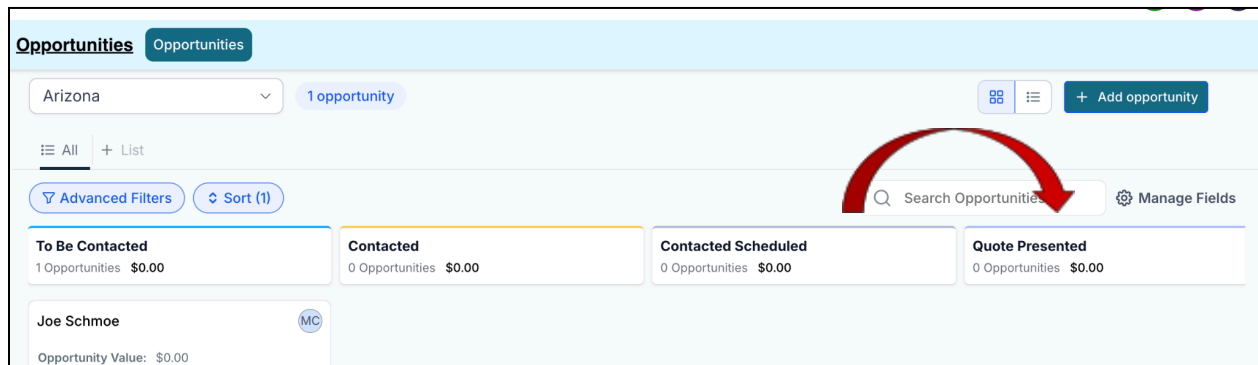 Opportunities Opportunities
Arizona 1 opportunity + Add opportunity
All + List
Advanced Filters Sort (1) Search Opportunities Manage Fields
To Be Contacted Contacted Contacted Scheduled Quote Presented
1 Opportunities $0.00 0 Opportunities $0.00 0 Opportunities $0.00 0 Opportunities $0.00
Joe Schmoe MC
Opportunity Value: $0.00